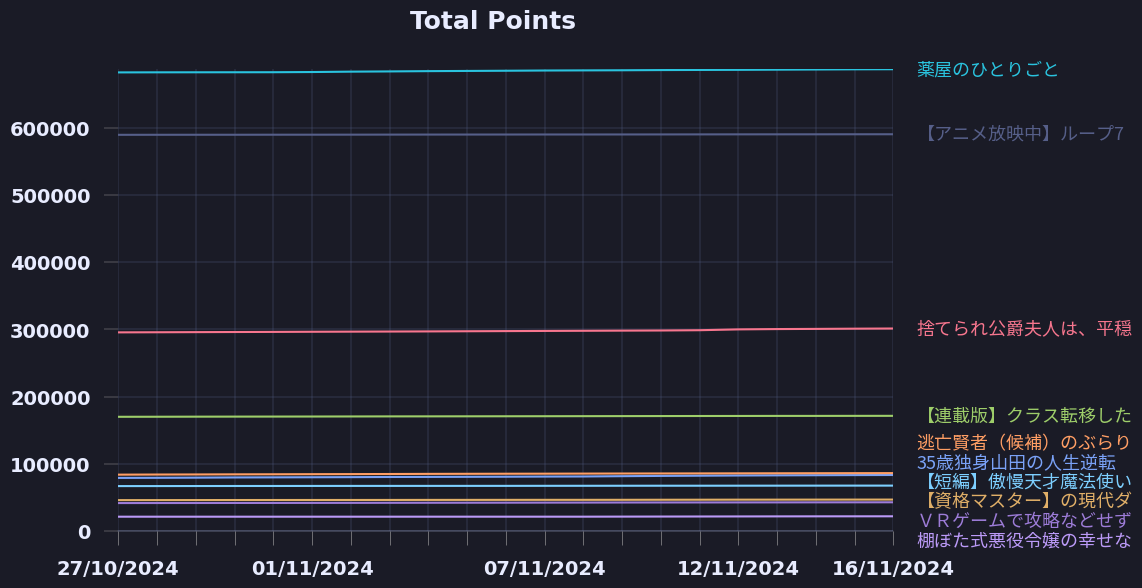 Total Points
薬屋のひとりごと
600000
【アニメ放映中】ループ7
500000
400000
300000
捨てられ公爵夫人は、平穏
200000
【連載版】クラス転移した
逃亡賢者（候補）のぶらり
100000
35歳独身山田の人生逆転
【短編】傲慢天才魔法使い
【資格マスター】の現代ダ
ＶＲゲームで攻略などせず
0
棚ぼた式悪役令嬢の幸せな
27/10/2024
01/11/2024
07/11/2024
12/11/2024
16/11/2024